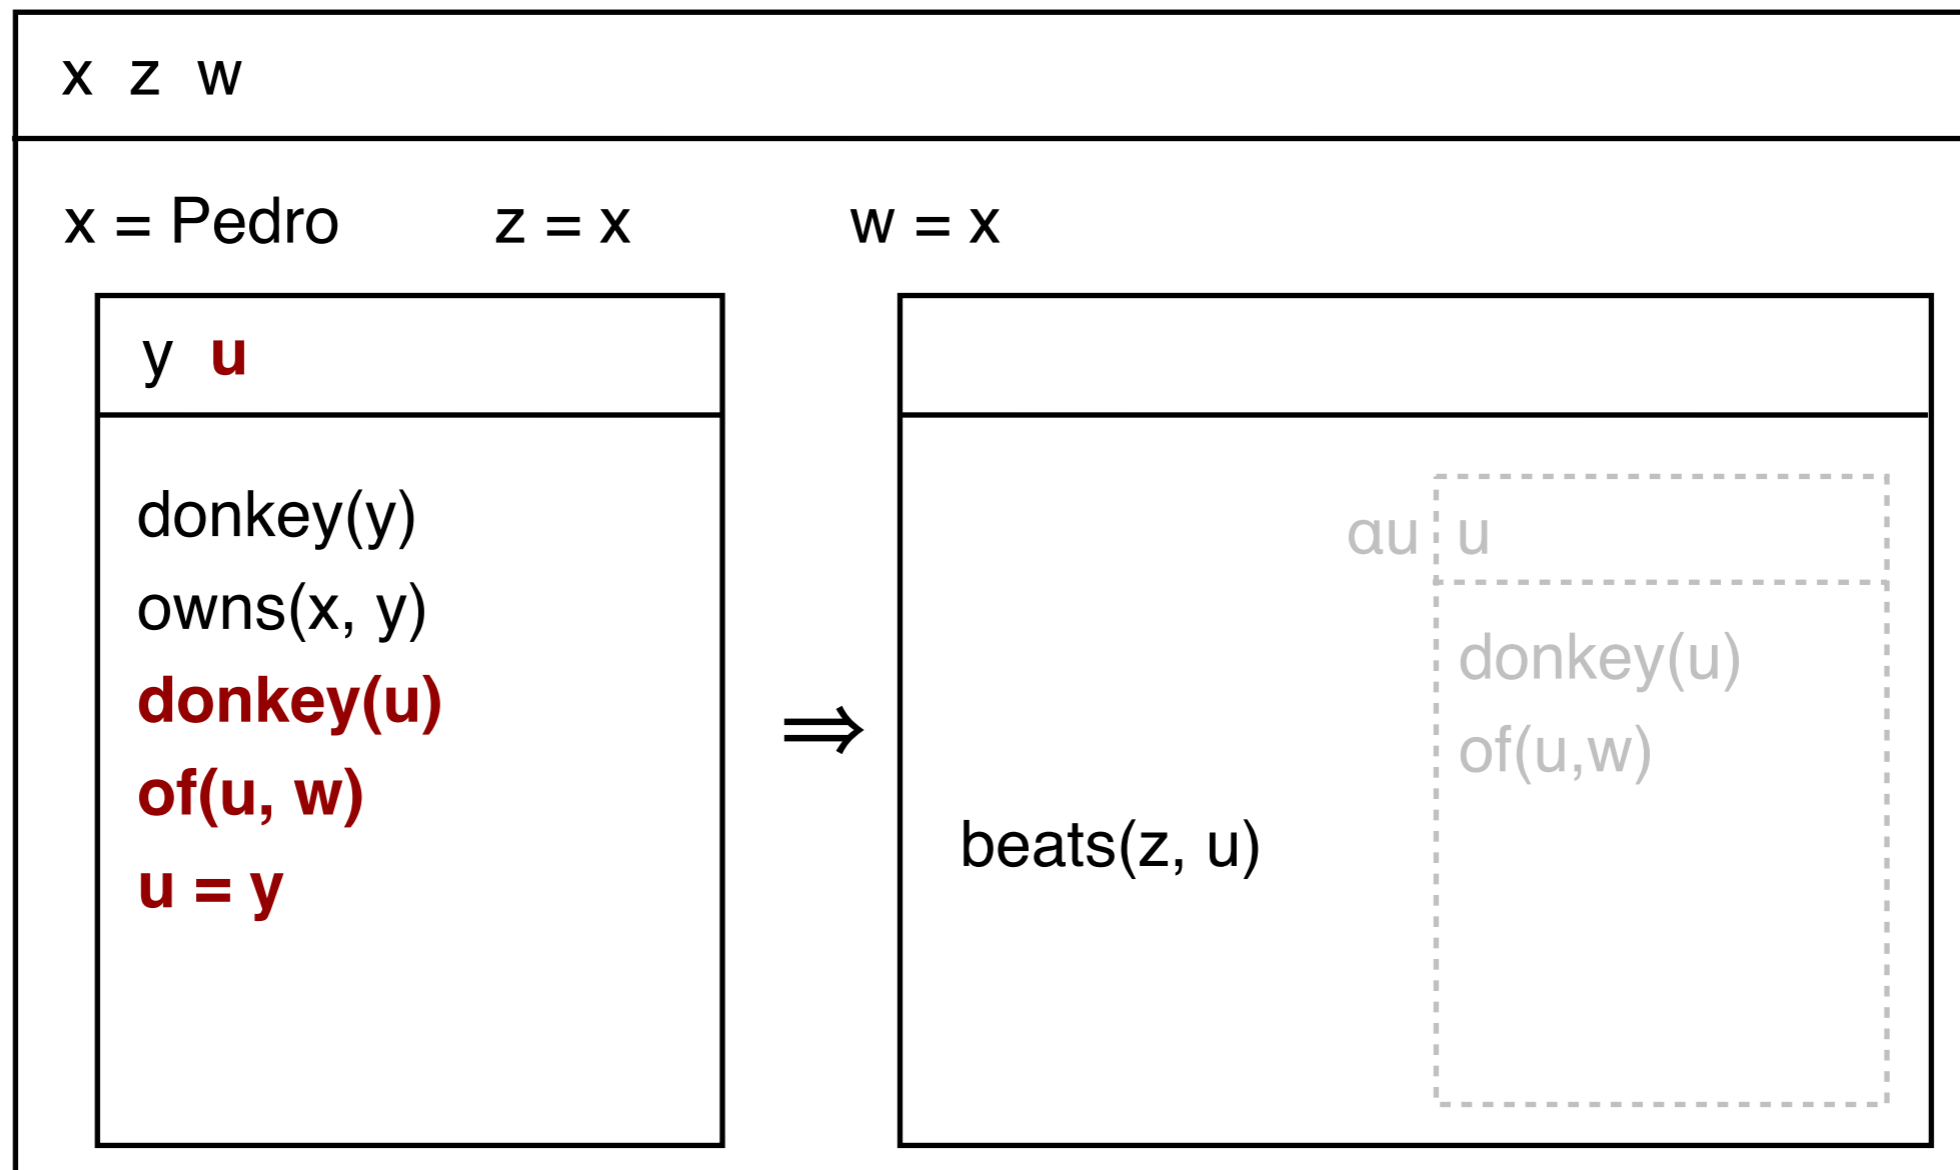 x z w
x = Pedro z = x w = x
y u
donkey(y)
owns(x, y)
donkey(u)
of(u, w)
u = y
⇒
αu u
donkey(u)
of(u,w)
beats(z, u)